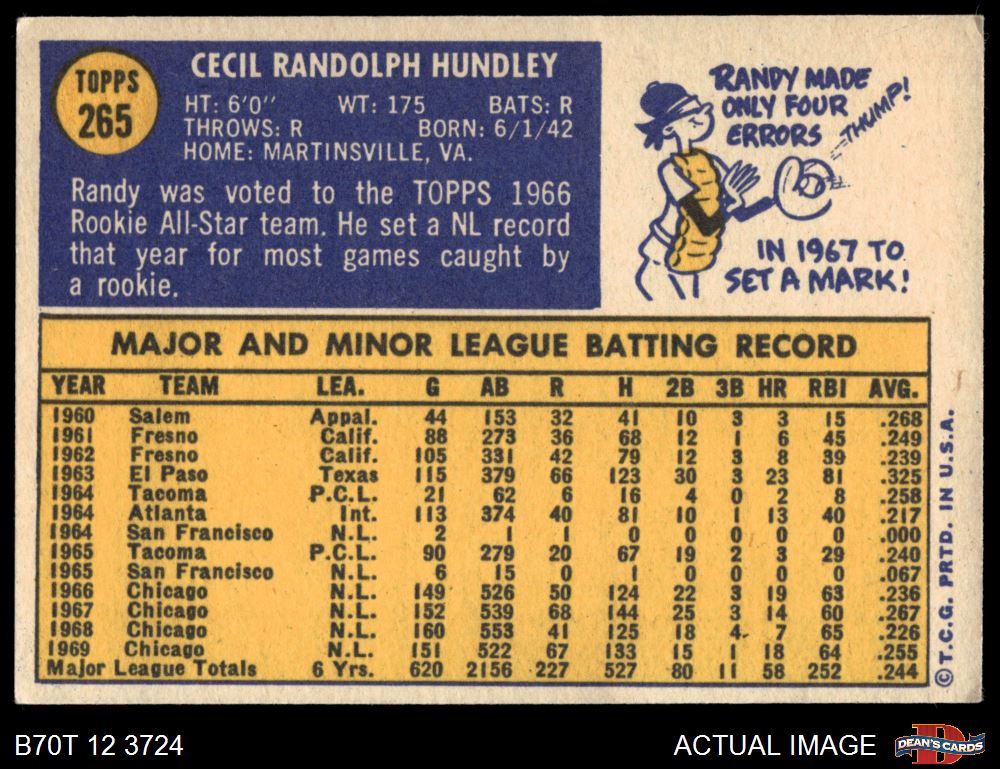 TOPPS
265
CECIL RANDOLPH HUNDLEY
HT: 6'0" WT: 175 BATS: R
THROWS: R BORN: 6/1/42
HOME: MARTINSVILLE, VA.
Randy was voted to the TOPPS 1966
Rookie All-Star team. He set a NL record
that year for most games caught by
a rookie.
RANDY MADE
ONLY FOUR
ERRORS
THUMP!
IN 1967 TO
SET A MARK!
MAJOR AND MINOR LEAGUE BATTING RECORD
YEAR TEAM LEA. G AB R H 2B 3B HR RBI AVG.
1960 Salem Appal. 44 153 32 41 10 3 3 15 .268
1961 Fresno Calif. 88 273 36 68 12 1 6 45 .249
1962 Fresno Calif. 105 331 42 79 12 3 8 39 .239
1963 El Paso Texas 115 379 66 123 30 3 23 81 .325
1964 Tacoma P.C.L. 21 62 6 16 4 0 2 8 .258
1964 Atlanta Int. 113 374 40 81 10 1 13 40 .217
1964 San Francisco N.L. 2 1 1 0 0 0 0 0 .000
1965 Tacoma P.C.L. 90 279 20 67 19 2 3 29 .240
1965 San Francisco N.L. 6 15 0 1 0 0 0 0 .067
1966 Chicago N.L. 149 526 50 124 22 3 19 63 .236
1967 Chicago N.L. 152 539 68 144 25 3 14 60 .267
1968 Chicago N.L. 160 553 41 125 18 4 7 65 .226
1969 Chicago N.L. 151 522 67 133 15 1 18 64 .255
Major League Totals 6 Yrs. 620 2156 227 527 80 11 58 252 .244
©T.C.G. PRTD. IN U.S.A.
B70T 12 3724
ACTUAL IMAGE
D
DEAN'S CARDS